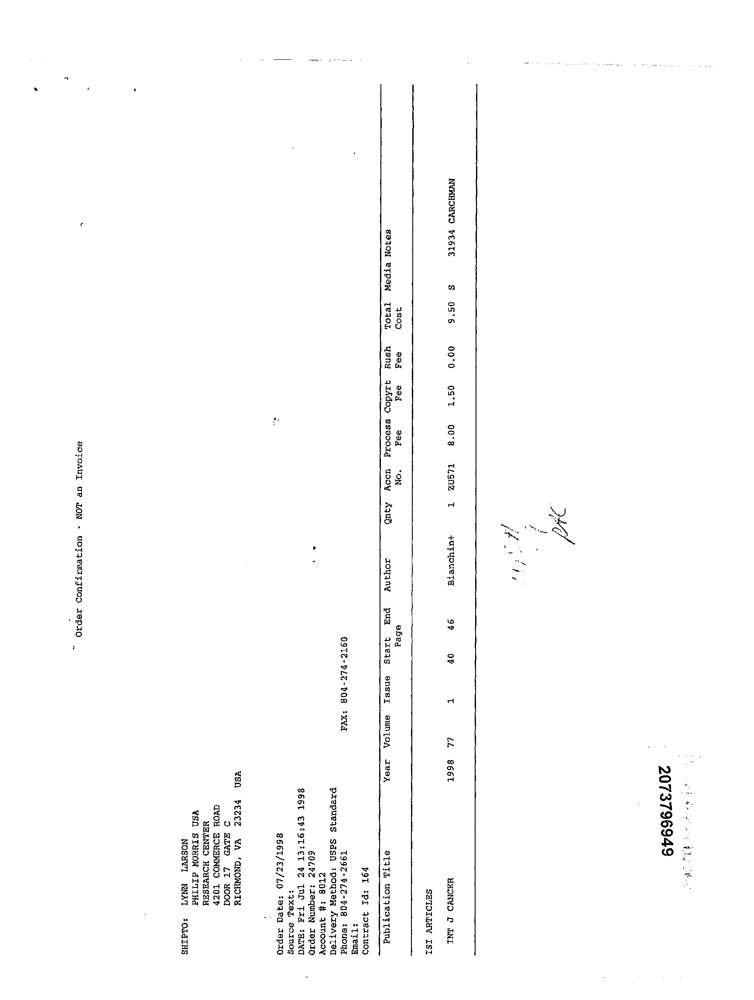 Order Confirmation - NOT an Invoice
SHIPTO: LYNN LARSON
PHILIP MORRIS USA
RESEARCH CENTER
4201 COMMERCE ROAD
DOOR 17 GATE C
RICHMOND, VA 23234 USA
Order Date: 07/23/1998
Source Text:
DATE: Fri Jul 24 13:16:43 1998
Order Number: 24709
Account #: 8012
Delivery Method: USPS Standard
Phone: 804-274-2661 FAX: 804-274-2160
Email:
Contract Id: 164
Publication Title Year Volume Issue Start End Author Qnty Accn Process Copyrt Rush Total Media Notes
Page No. Fee Fee Fee Cost
ISI ARTICLES
INT J CANCER 1998 77 1 40 46 Bianchin+ 1 ZU571 8.00 1.50 0.00 9.50 S 31934 CARCHMAN
2073796949